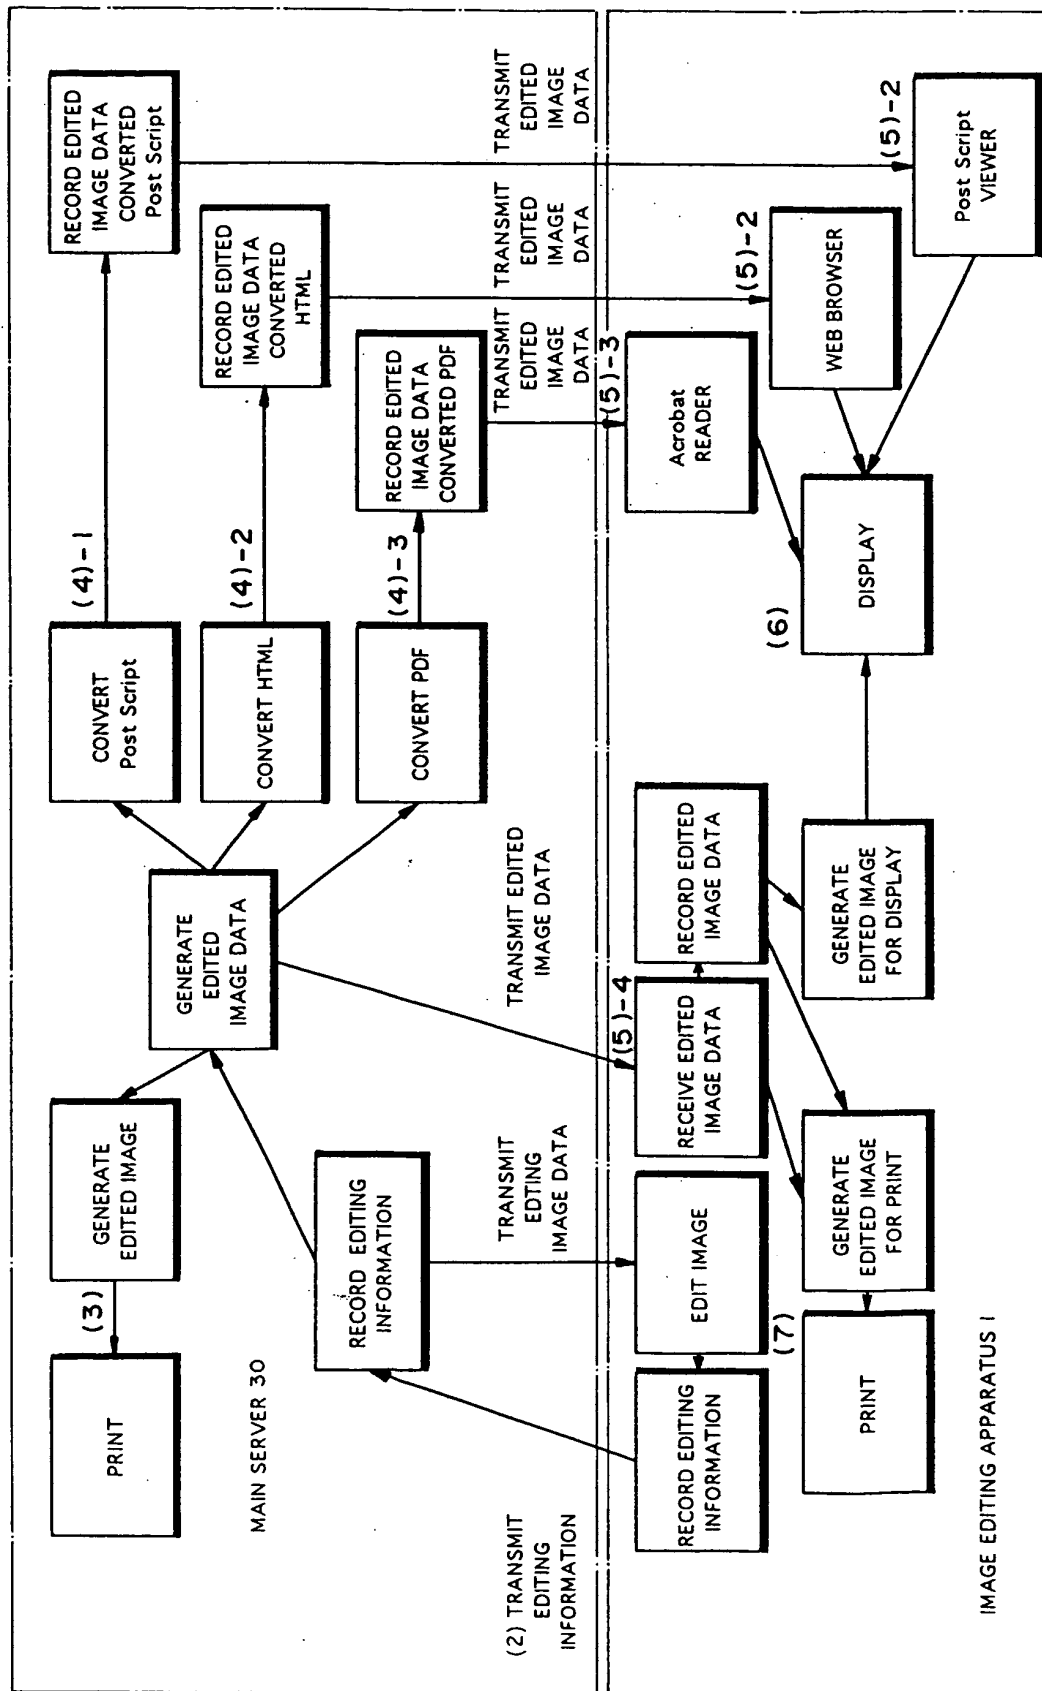 PRINT
(3)
GENERATE
EDITED IMAGE
GENERATE
EDITED
IMAGE DATA
CONVERT
Post Script
(4)-1
RECORD EDITED
IMAGE DATA
CONVERTED
Post Script
CONVERT HTML
(4)-2
RECORD EDITED
IMAGE DATA
CONVERTED
HTML
CONVERT PDF
(4)-3
RECORD EDITED
IMAGE DATA
CONVERTED PDF
MAIN SERVER 30
RECORD EDITING
INFORMATION
(2) TRANSMIT
EDITING
INFORMATION
TRANSMIT
EDTING
IMAGE DATA
TRANSMIT EDITED
IMAGE DATA
TRANSMIT
EDITED
IMAGE
DATA
TRANSMIT
EDITED
IMAGE
DATA
TRANSMIT
EDITED
IMAGE
DATA
RECORD EDITING
INFORMATION
EDIT IMAGE
(5)-4
RECEIVE EDITED
IMAGE DATA
RECORD EDITED
IMAGE DATA
(5)-3
Acrobat
READER
(5)-2
WEB BROWSER
(5)-2
Post Script
VIEWER
(7)
PRINT
GENERATE
EDITED IMAGE
FOR PRINT
GENERATE
EDITED IMAGE
FOR DISPLAY
(6)
DISPLAY
IMAGE EDITING APPARATUS 1